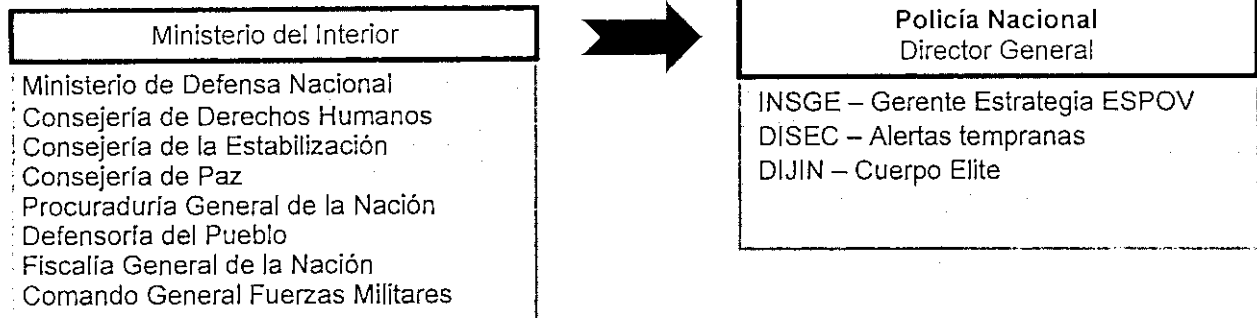 Ministerio del Interior
Ministerio de Defensa Nacional
Consejería de Derechos Humanos
Consejería de la Estabilización
Consejería de Paz
Procuraduría General de la Nación
Defensoría del Pueblo
Fiscalía General de la Nación
Comando General Fuerzas Militares
Policía Nacional
Director General
INSGE – Gerente Estrategia ESPOV
DISEC – Alertas tempranas
DIJIN – Cuerpo Elite